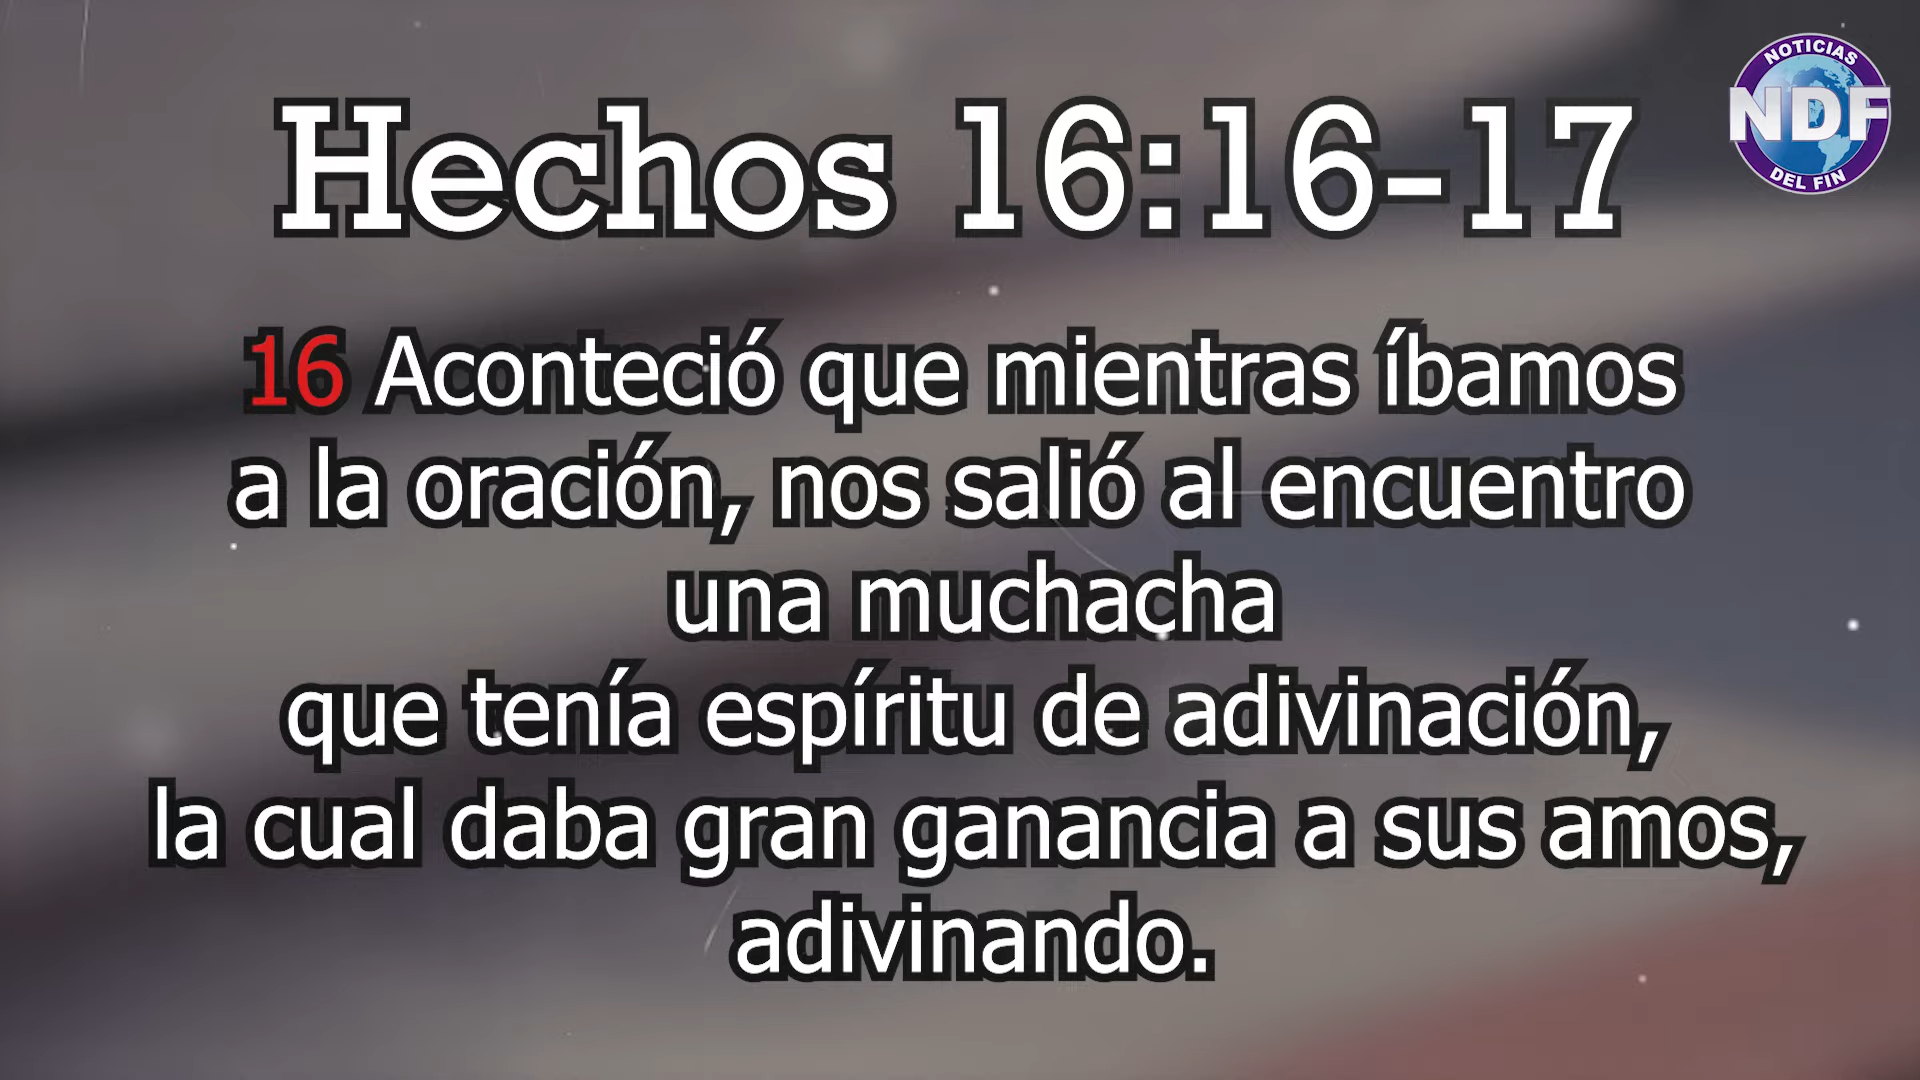 NOTICIAS
NDF
DEL FIN
Hechos 16:16-17
16 Aconteció que mientras íbamos
a la oración, nos salió al encuentro
una muchacha
que tenía espíritu de adivinación,
la cual daba gran ganancia a sus amos,
adivinando.